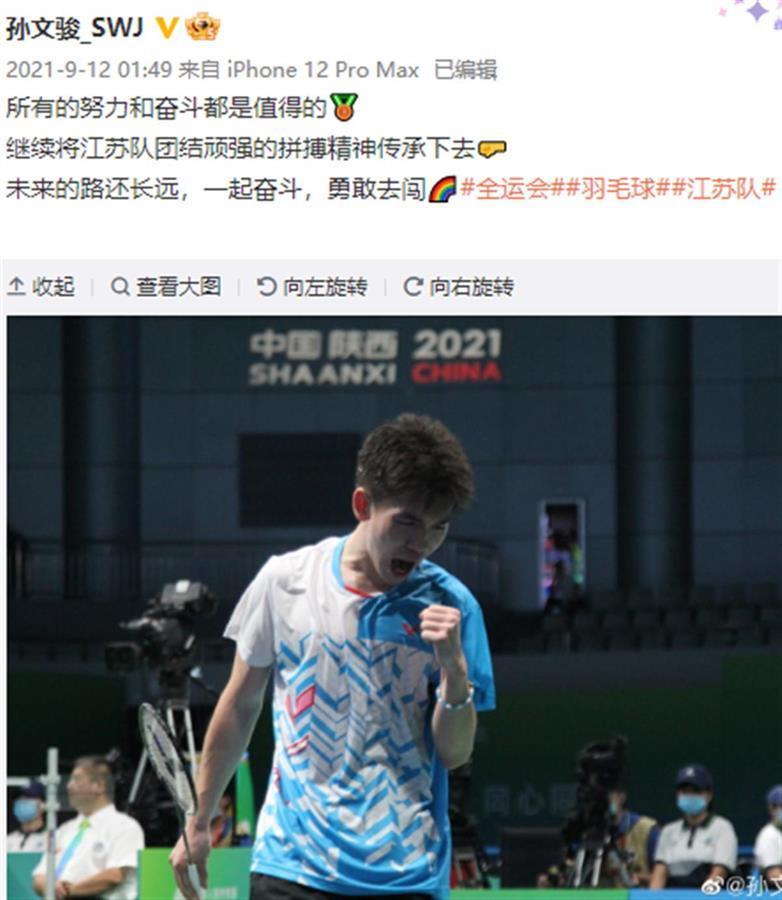 孙文骏_SWJ
2021-9-12 01:49 来自 iPhone 12 Pro Max 已编辑
所有的努力和奋斗都是值得的🏅
继续将江苏队团结顽强的拼搏精神传承下去🤛
未来的路还长远，一起奋斗，勇敢去闯🌈#全运会##羽毛球##江苏队#
收起 查看大图 向左旋转 向右旋转
中国 陕西 2021
SHAANXI CHINA
同心同
@孙文